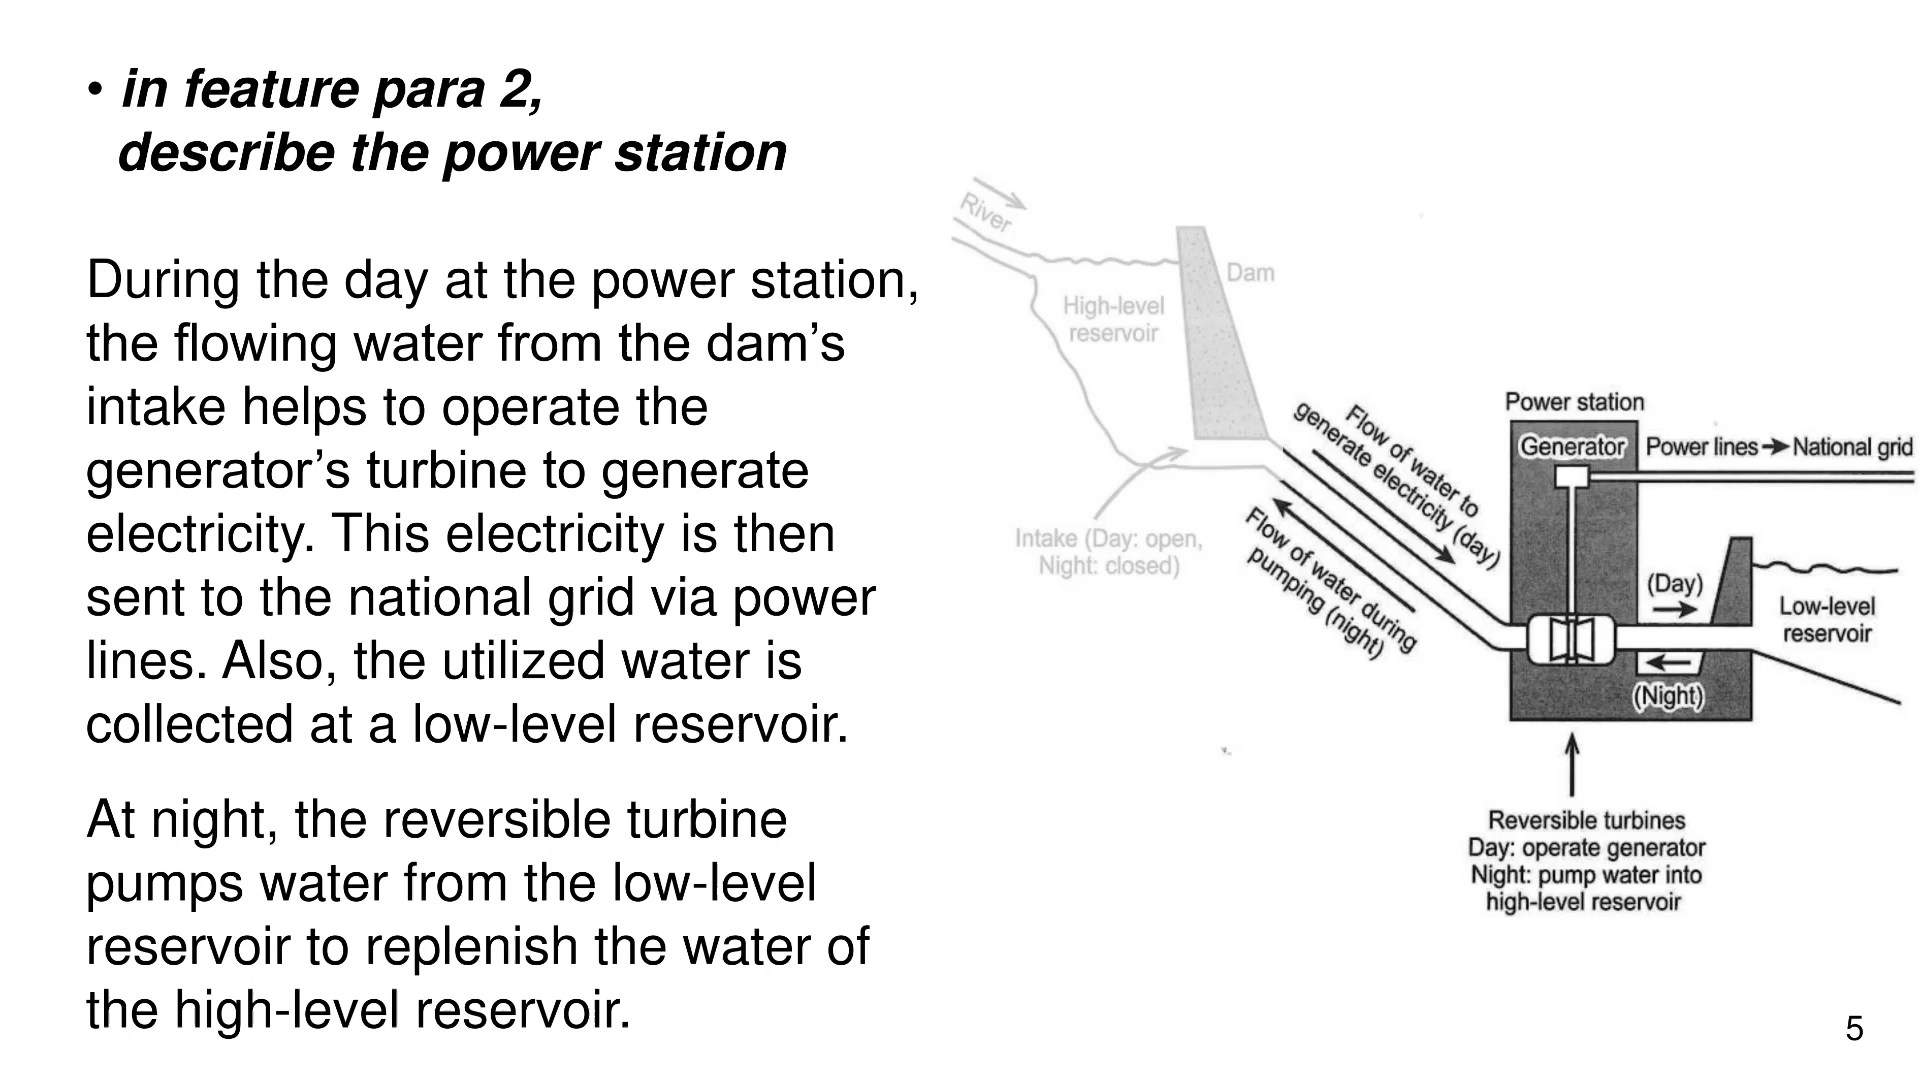 • in feature para 2,
describe the power station
During the day at the power station,
the flowing water from the dam’s
intake helps to operate the
generator’s turbine to generate
electricity. This electricity is then
sent to the national grid via power
lines. Also, the utilized water is
collected at a low-level reservoir.
At night, the reversible turbine
pumps water from the low-level
reservoir to replenish the water of
the high-level reservoir.
River
Dam
High-level
reservoir
Intake (Day: open,
Night: closed)
Flow of water to
generate electricity (day)
Flow of water during
pumping (night)
Power station
Generator
Power lines → National grid
(Day)
(Night)
Low-level
reservoir
Reversible turbines
Day: operate generator
Night: pump water into
high-level reservoir
5